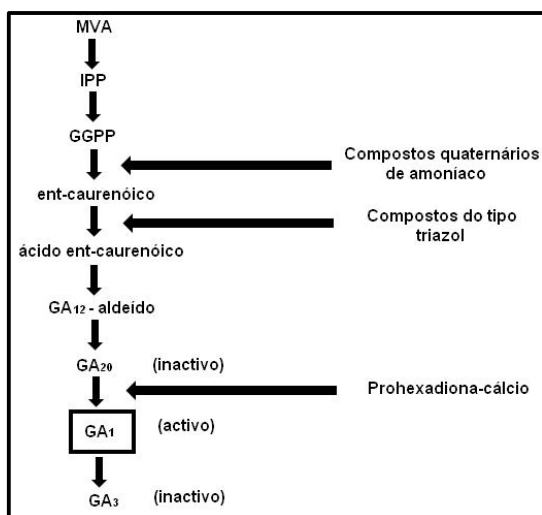 MVA
IPP
GGPP
Compostos quaternários
de amoníaco
ent-caurenóico
Compostos do tipo
triazol
ácido ent-caurenóico
GA12 - aldeído
GA20 (inactivo)
Prohexadiona-cálcio
GA1 (activo)
GA3 (inactivo)